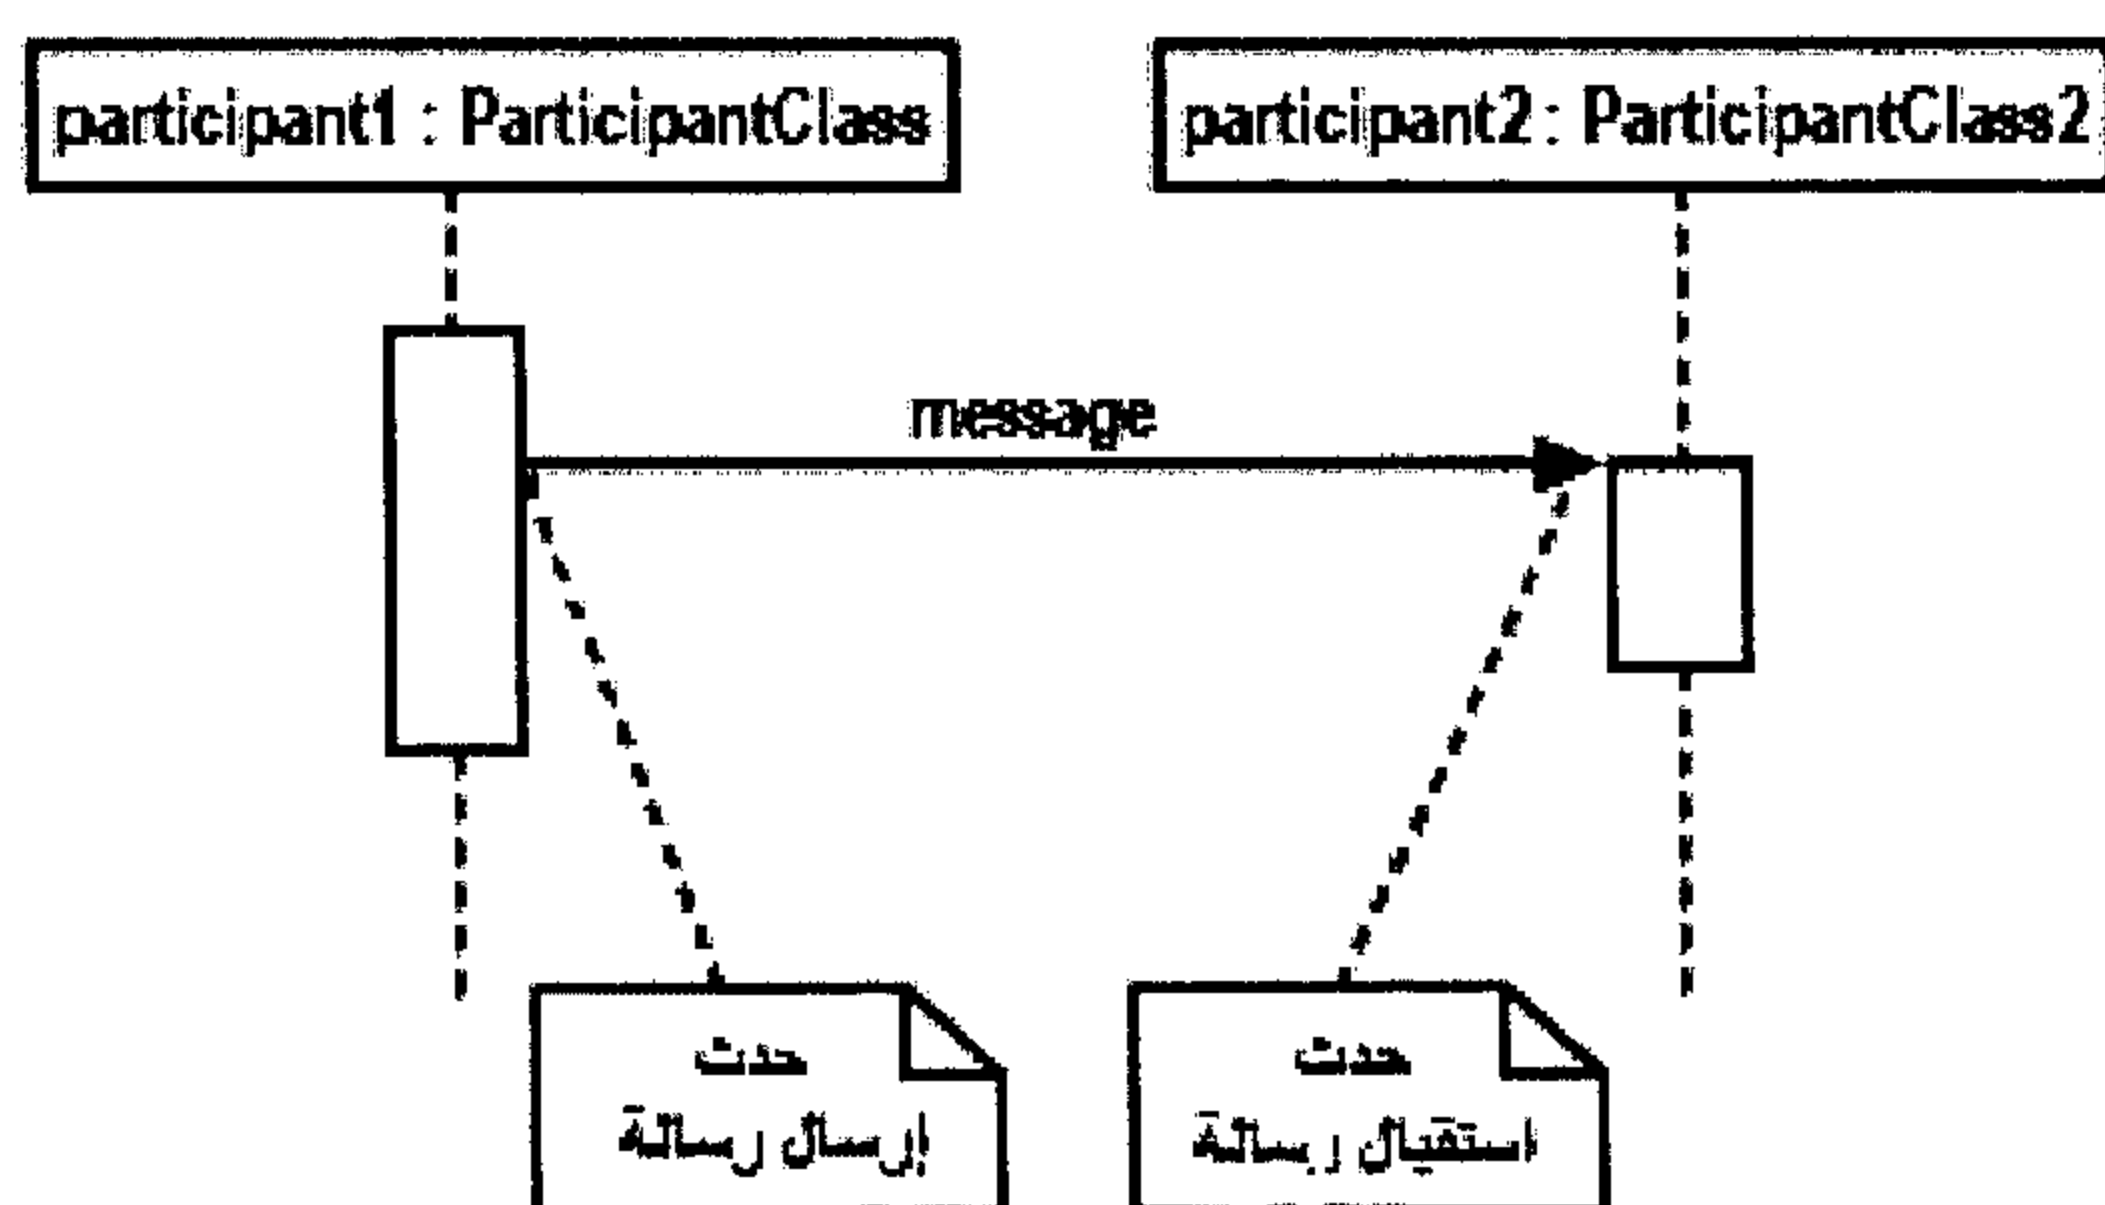 participant1 : ParticipantClass
participant2: ParticipantClass2
message
حدث
إرسال رسالة
حدث
استقبال رسالة